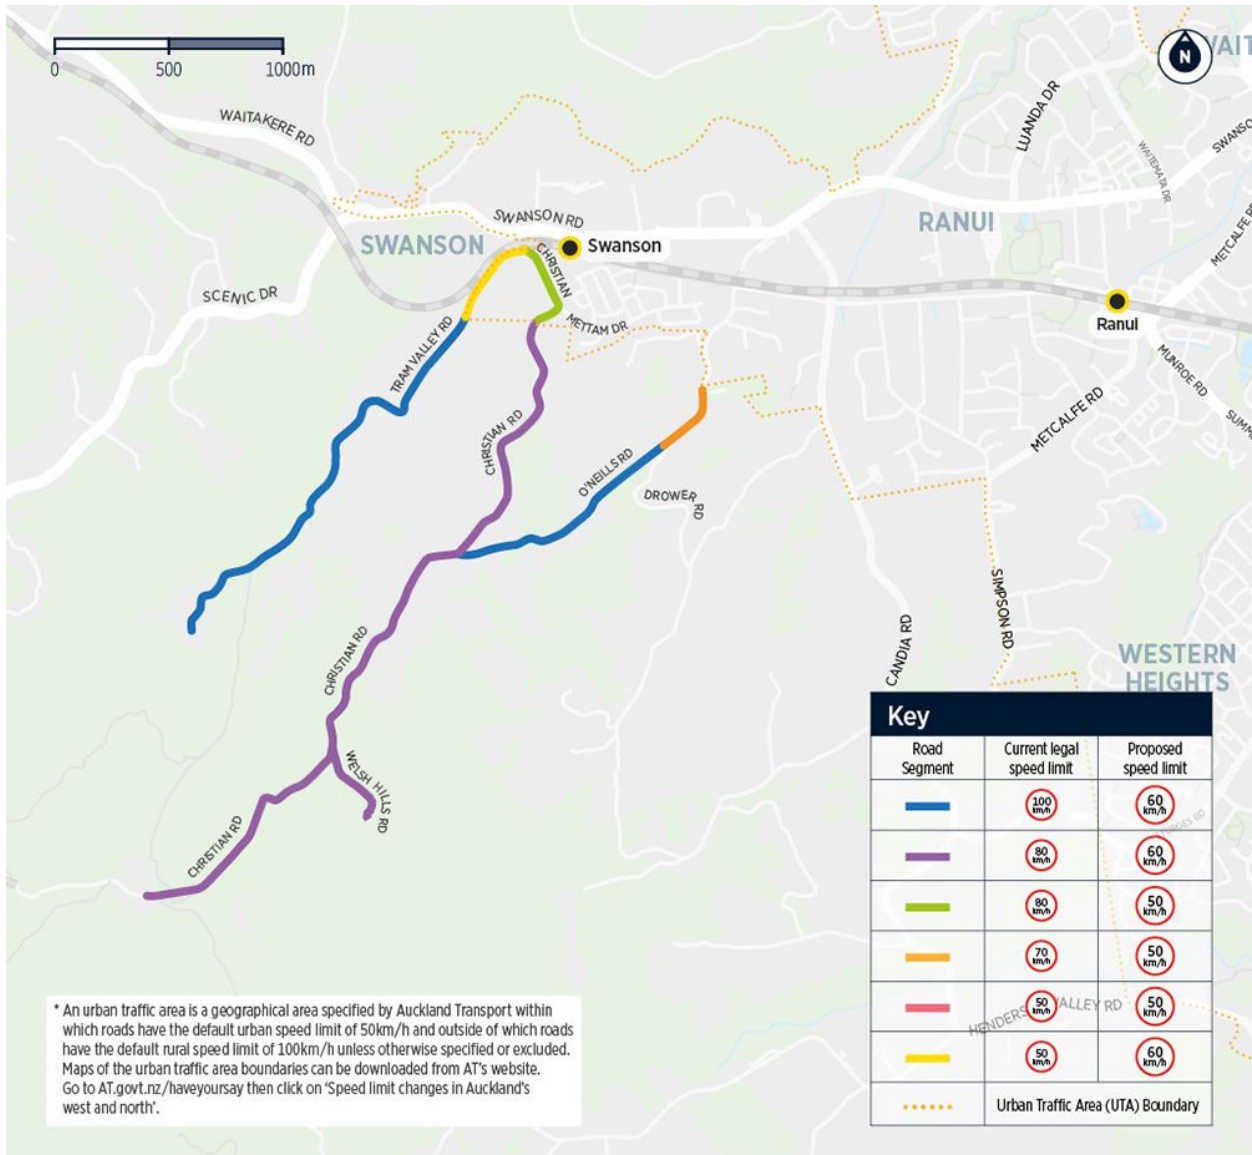 0 500 1000m
N
WAITAKERE RD
LUANDA DR
WAITEMATA DR
SWANSON RD
SWANSON
Swanson
RANUI
METCALFE
CHRISTIAN
SCENIC DR
METTAM DR
Ranui
TRAM VALLEY RD
MUNROE RD
METCALFE RD
CHRISTIAN RD
O'NEILLS RD
DROWER RD
SIMPSON RD
CANDIA RD
CHRISTIAN RD
WESTERN
HEIGHTS
WELSH HILLS RD
CHRISTIAN RD
Key
Road
Segment
Current legal
speed limit
Proposed
speed limit
100
km/h
60
km/h
80
km/h
60
km/h
80
km/h
50
km/h
70
km/h
50
km/h
50
km/h
50
km/h
50
km/h
60
km/h
Urban Traffic Area (UTA) Boundary
* An urban traffic area is a geographical area specified by Auckland Transport within
which roads have the default urban speed limit of 50km/h and outside of which roads
have the default rural speed limit of 100km/h unless otherwise specified or excluded.
Maps of the urban traffic area boundaries can be downloaded from AT's website.
Go to AT.govt.nz/haveyoursay then click on 'Speed limit changes in Auckland's
west and north'.